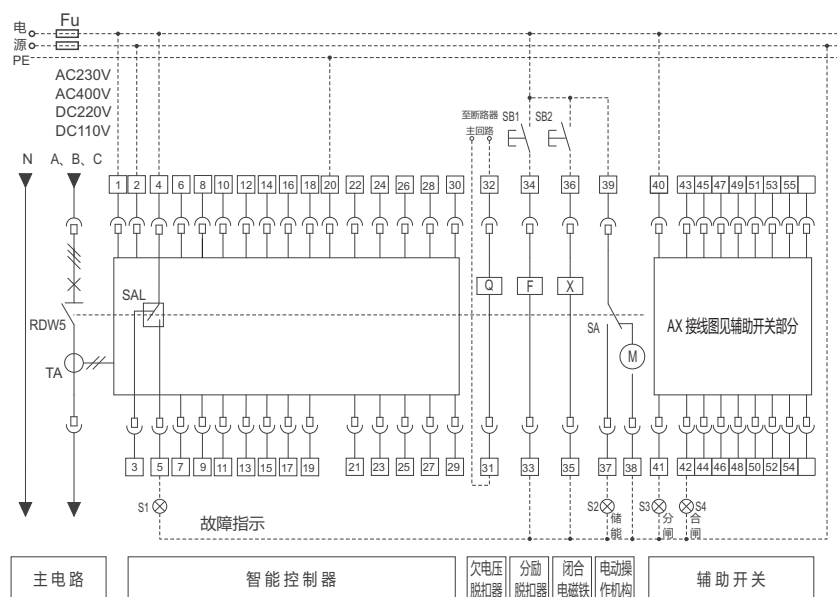 电 Fu
源
PE
AC230V
AC400V
DC220V
DC110V
至断路器 SB1 SB2
主回路
N A、B、C
1 2 4 6 8 10 12 14 16 18 20 22 24 26 28 30 32 34 36 39 40 43 45 47 49 51 53 55
SAL
Q F X
RDW5
SA
AX 接线图见辅助开关部分
M
TA
3 5 7 9 11 13 15 17 19 21 23 25 27 29 31 33 35 37 38 41 42 44 46 48 50 52 54
S1 S2 S3 S4
故障指示
储能
分闸
合闸
主电路 智能控制器 欠电压脱扣器 分励脱扣器 闭合电磁铁 电动操作机构 辅助开关